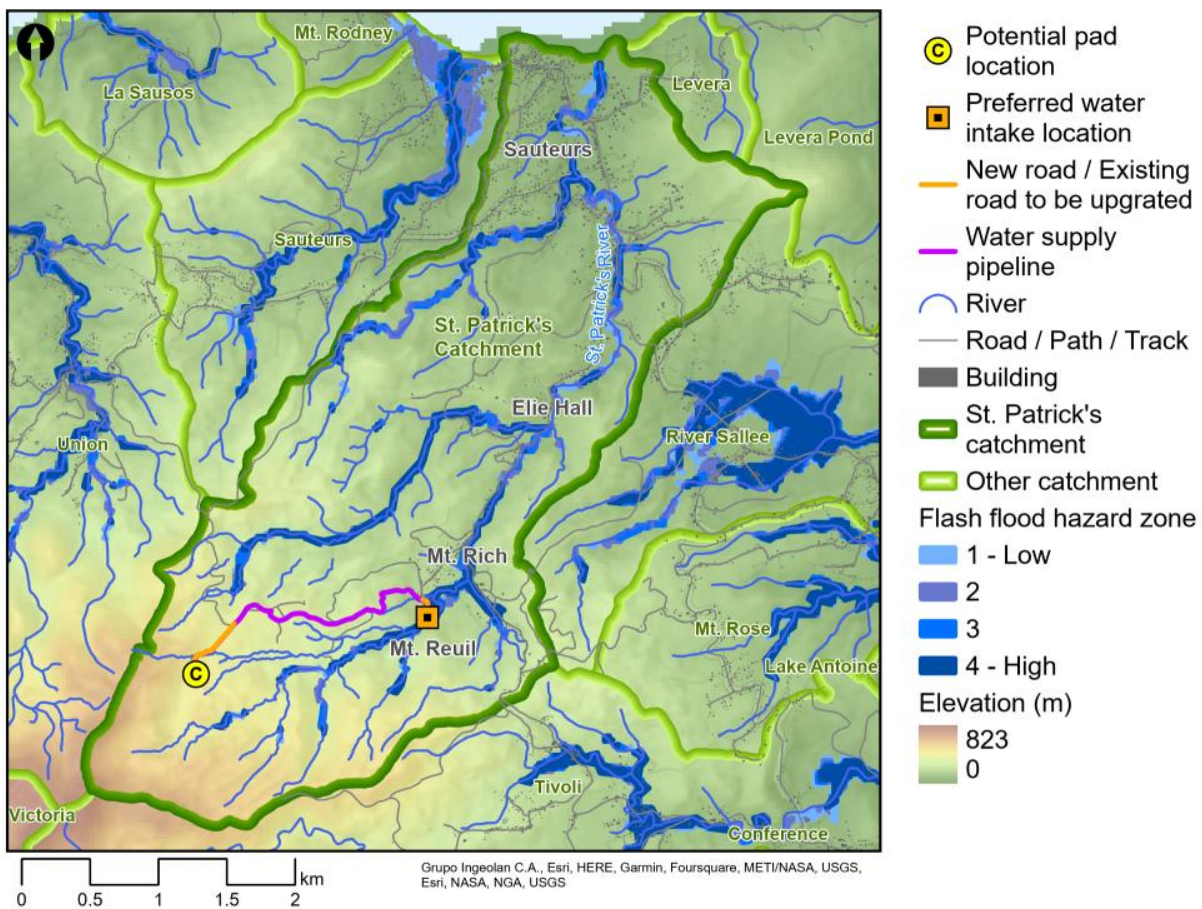 Mt. Rodney
La Sausos
Levera
Levera Pond
Sauteurs
Sauteurs
St. Patrick's River
St. Patrick's
Catchment
Elie Hall
River Sallee
Union
Mt. Rich
Mt. Reuil
Mt. Rose
Lake Antoine
C
Tivoli
Victoria
Conference
C
Potential pad
location
Preferred water
intake location
New road / Existing
road to be upgrated
Water supply
pipeline
River
Road / Path / Track
Building
St. Patrick's
catchment
Other catchment
Flash flood hazard zone
1 - Low
2
3
4 - High
Elevation (m)
823
0
km
0 0.5 1 1.5 2
Grupo Ingeolan C.A., Esri, HERE, Garmin, Foursquare, METI/NASA, USGS,
Esri, NASA, NGA, USGS